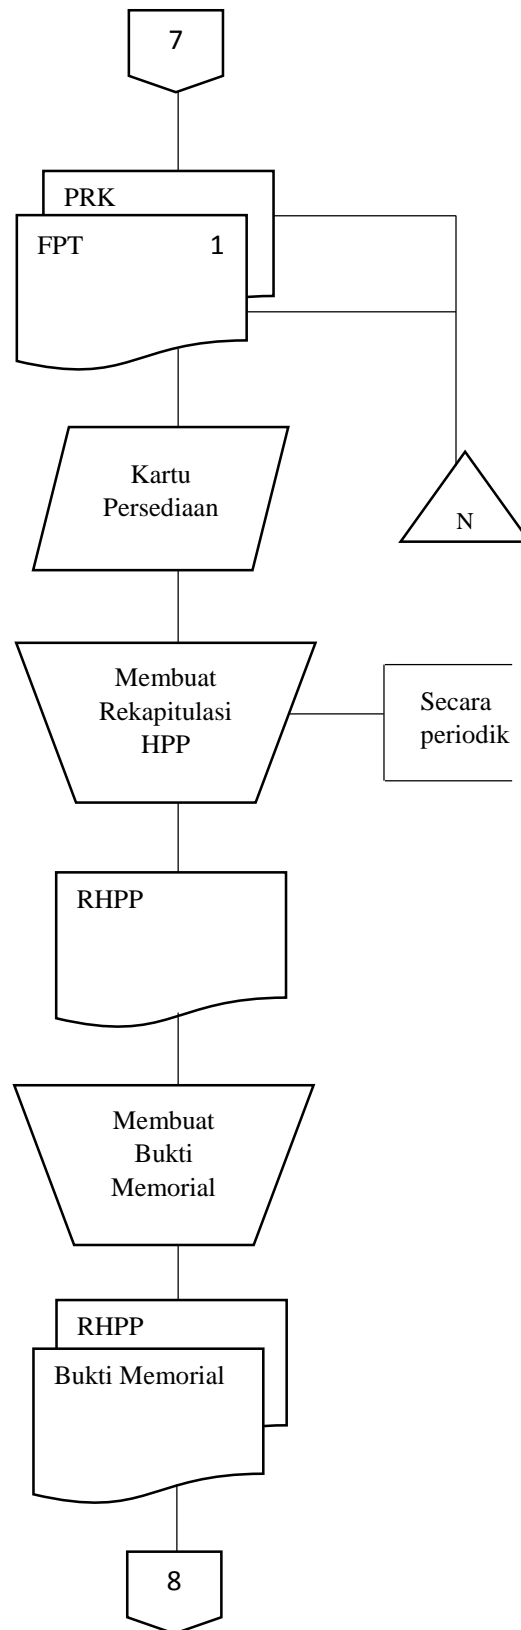 7
PRK
FPT 1
Kartu
Persediaan
N
Membuat
Rekapitulasi
HPP
Secara
periodik
RHPP
Membuat
Bukti
Memorial
RHPP
Bukti Memorial
8